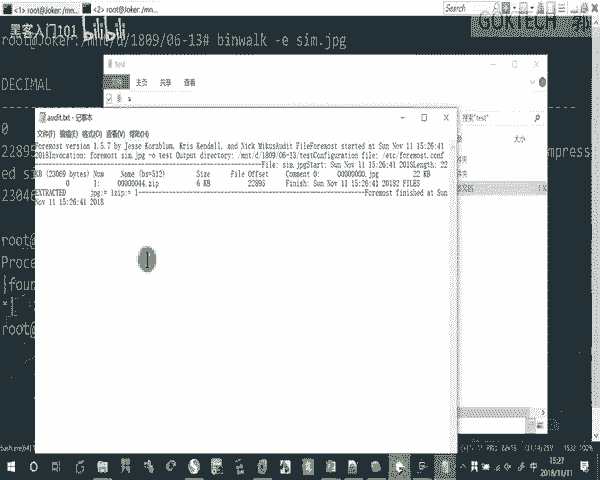 <1> root@Joker:/mn... <2> root@Joker:/mn... Search
黑客入门101 bilibili
root@Joker:/mnt/d/1809/06-13# binwalk -e sim.jpg
DECIMAL
test
主页 共享 查看
搜索"test"
大小
audit.txt - 记事本
文件(F) 编辑(E) 格式(O) 查看(V) 帮助(H)
Foremost version 1.5.7 by Jesse Kornblum, Kris Kendall, and Nick Mikus
Audit File
Foremost started at Sun Nov 11 15:26:41
2018Invocation: foremost sim.jpg -o test Output directory: /mnt/d/1809/06-13/testConfiguration file: /etc/foremost.conf
File: sim.jpgStart: Sun Nov 11 15:26:41 2018Length: 22
KB (23069 bytes) Num Name (bs=512) Size File Offset Comment 0: 00000000.jpg 22 KB
0 1: 00000044.zip 6 KB 22895 Finish: Sun Nov 11 15:26:41 20182 FILES
EXTRACTED jpg:= 1zip:= 1
Foremost finished at Sun
Nov 11 15:26:41 2018
0
2289
ed si
2304
root@
Proce
}foun
*]
root@
15:27
2018/11/11